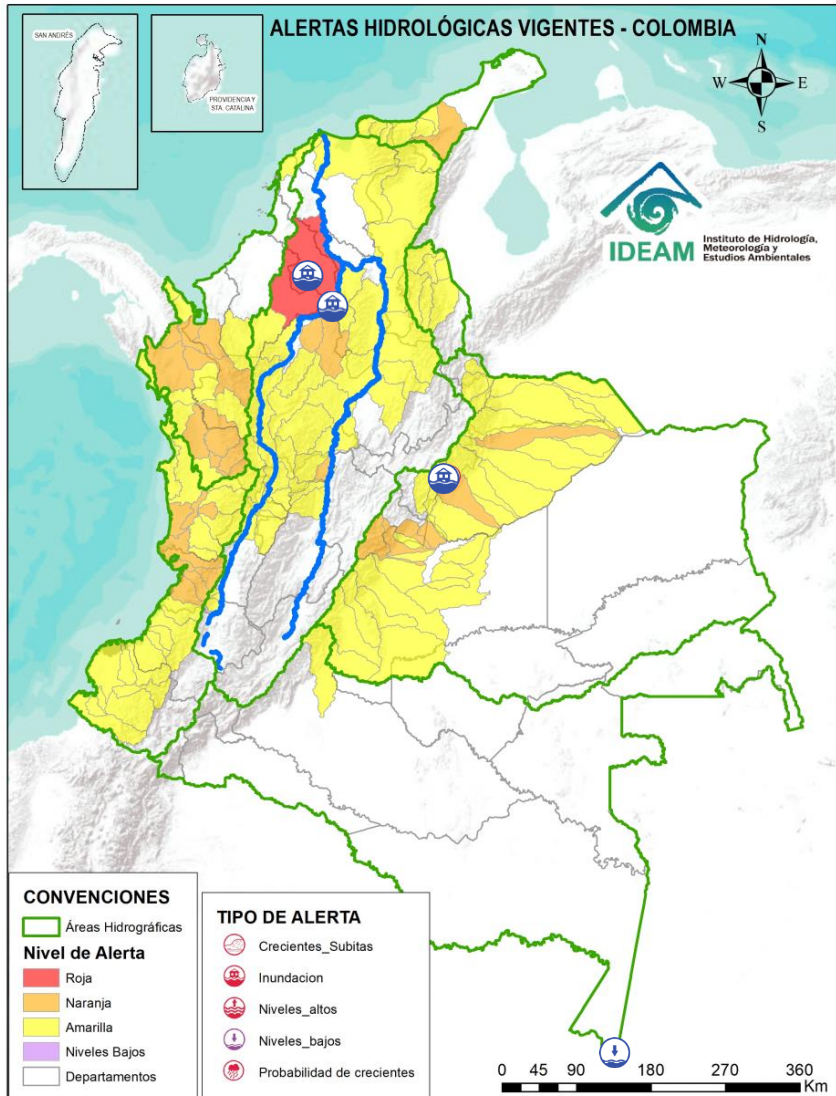 ALERTAS HIDROLÓGICAS VIGENTES - COLOMBIA
SAN ANDRÉS
PROVIDENCIA Y
STA. CATALINA
N
W
E
S
IDEAM
Instituto de Hidrología,
Meteorología y
Estudios Ambientales
CONVENCIONES
Áreas Hidrográficas
Nivel de Alerta
Roja
Naranja
Amarilla
Niveles Bajos
Departamentos
TIPO DE ALERTA
Crecientes_Subitas
Inundacion
Niveles_altos
Niveles_bajos
Probabilidad de crecientes
0 45 90 180 270 360
Km